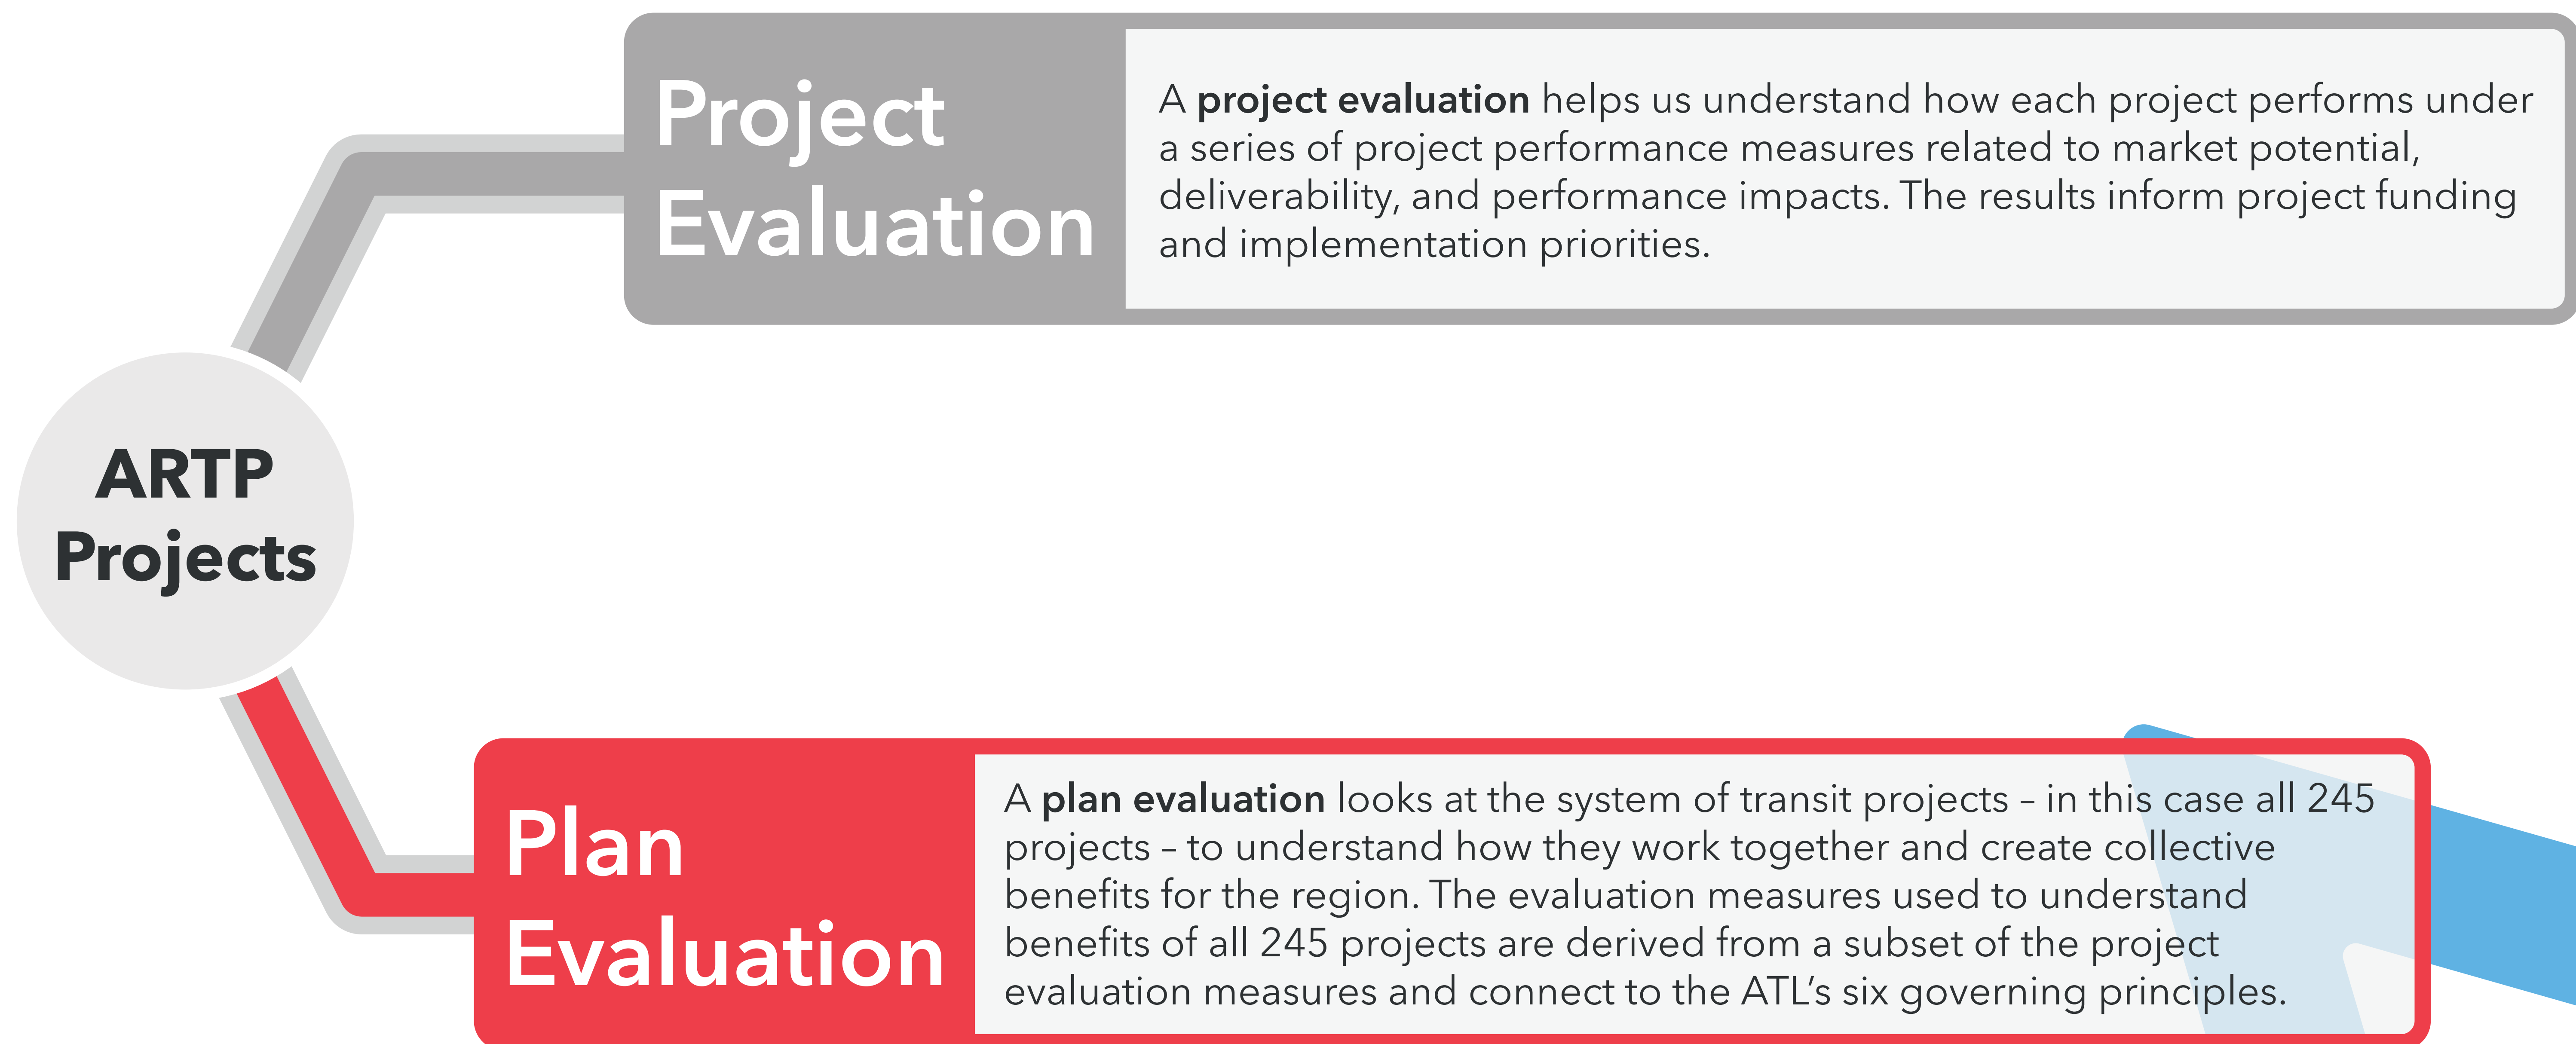 Project
Evaluation
A project evaluation helps us understand how each project performs under
a series of project performance measures related to market potential,
deliverability, and performance impacts. The results inform project funding
and implementation priorities.
ARTP
Projects
Plan
Evaluation
A plan evaluation looks at the system of transit projects – in this case all 245
projects – to understand how they work together and create collective
benefits for the region. The evaluation measures used to understand
benefits of all 245 projects are derived from a subset of the project
evaluation measures and connect to the ATL’s six governing principles.